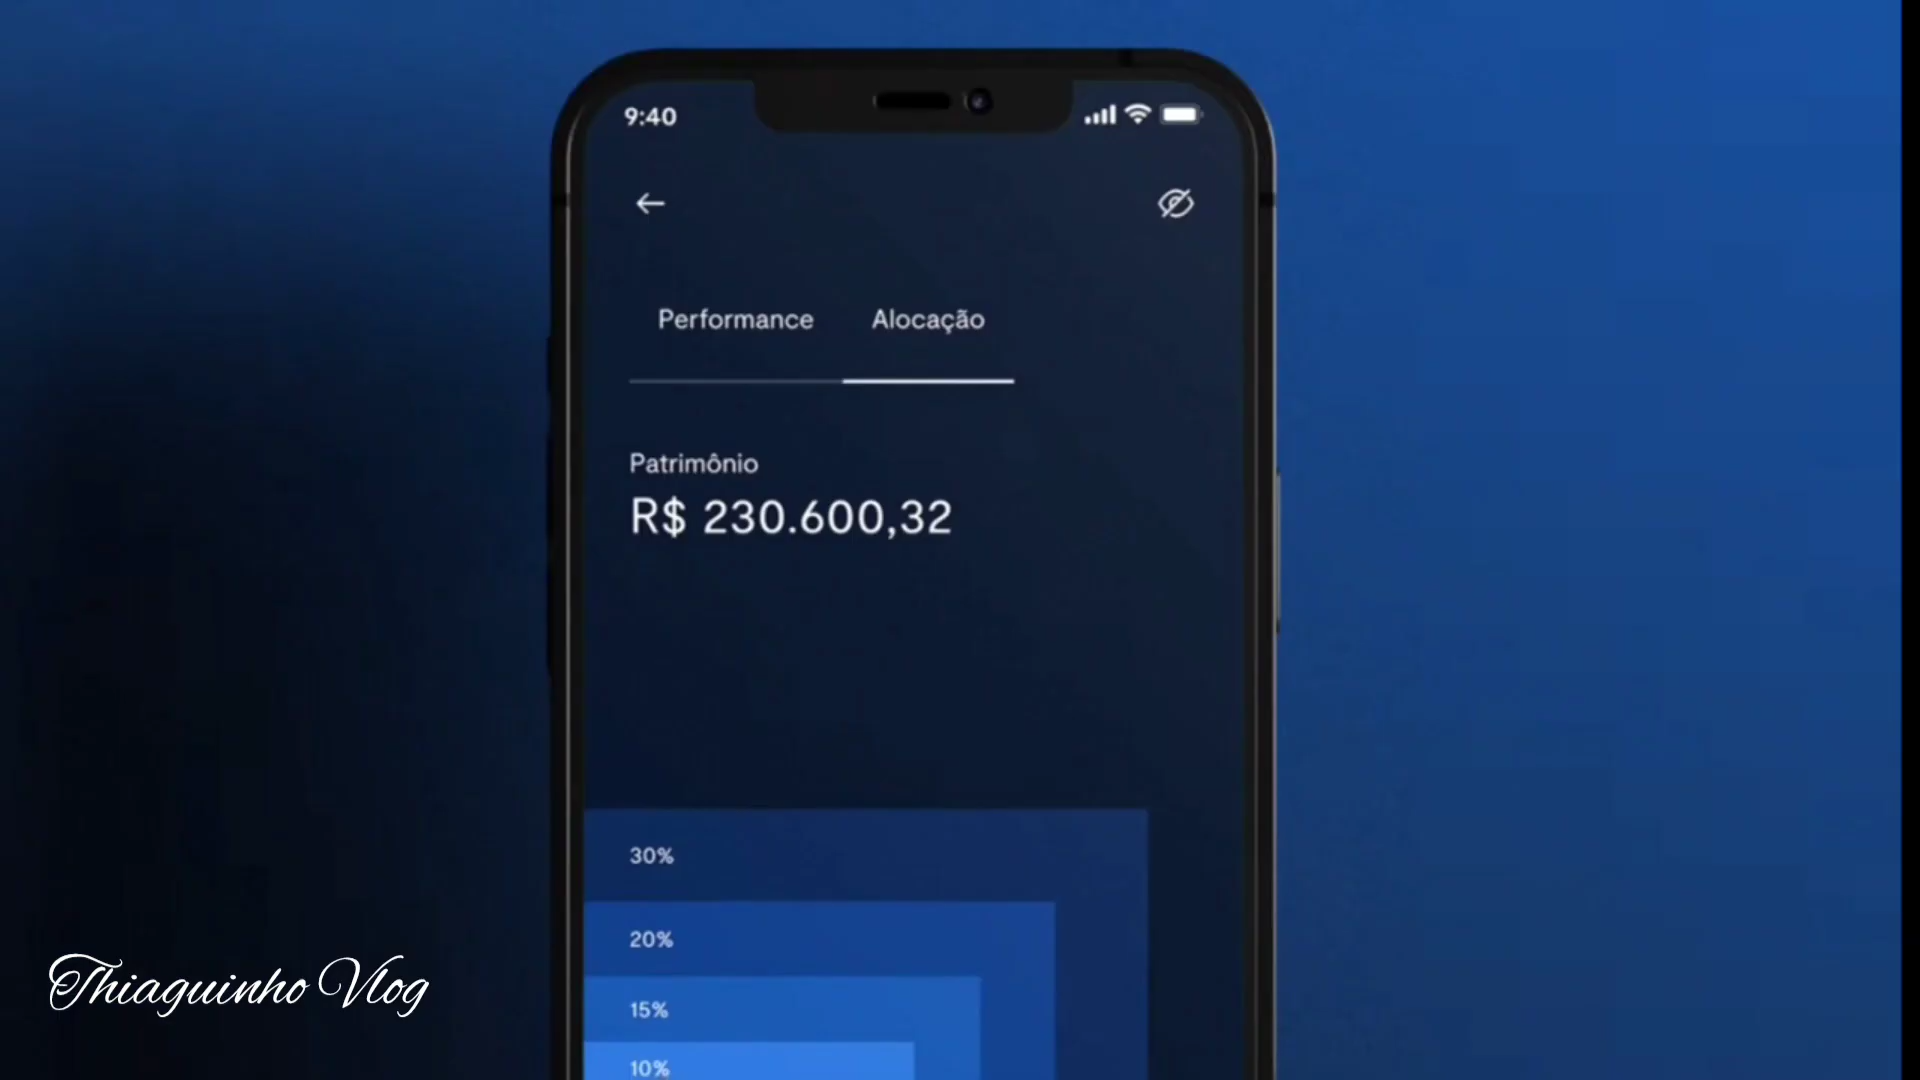 9:40
Performance Alocação
Patrimônio
R$ 230.600,32
30%
20%
15%
10%
Thiaguinho Vlog